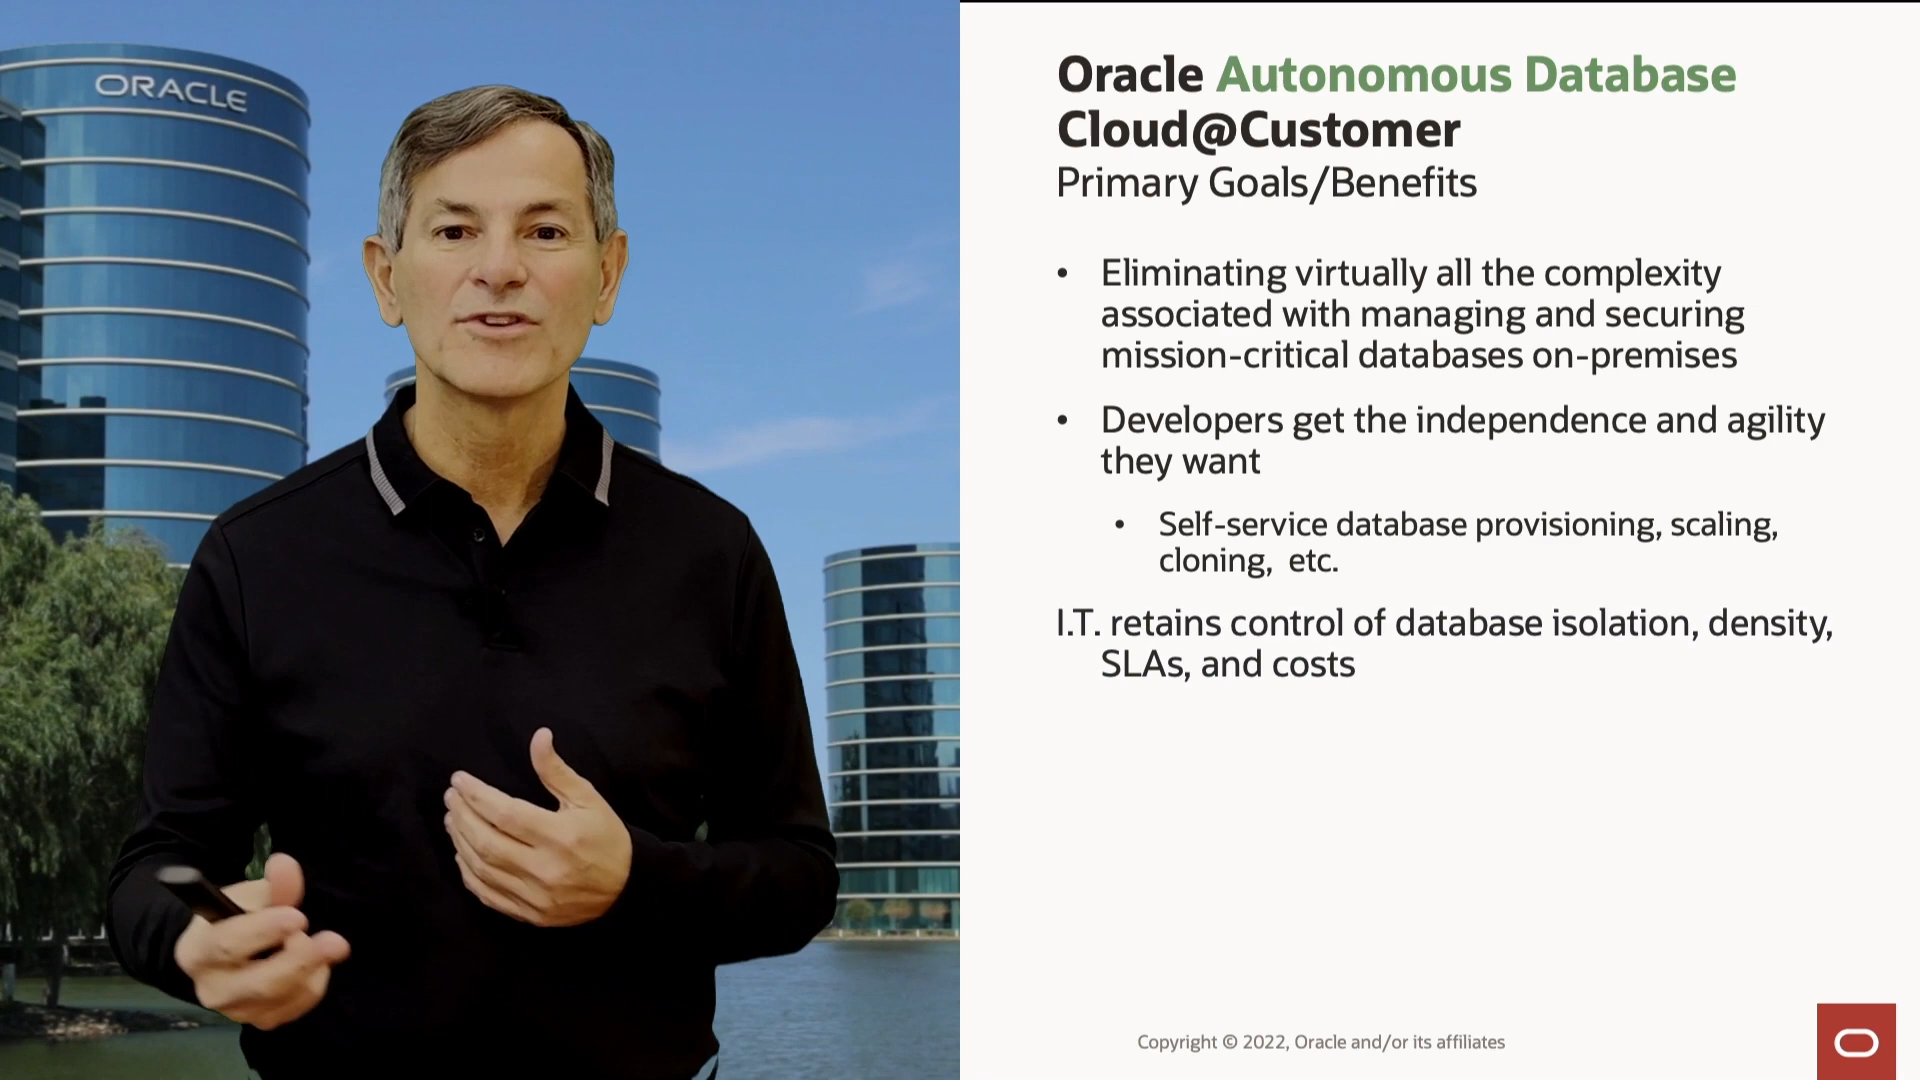 ORACLE
Oracle Autonomous Database
Cloud@Customer
Primary Goals/Benefits
• Eliminating virtually all the complexity
associated with managing and securing
mission-critical databases on-premises
• Developers get the independence and agility
they want
• Self-service database provisioning, scaling,
cloning, etc.
I.T. retains control of database isolation, density,
SLAs, and costs
Copyright © 2022, Oracle and/or its affiliates